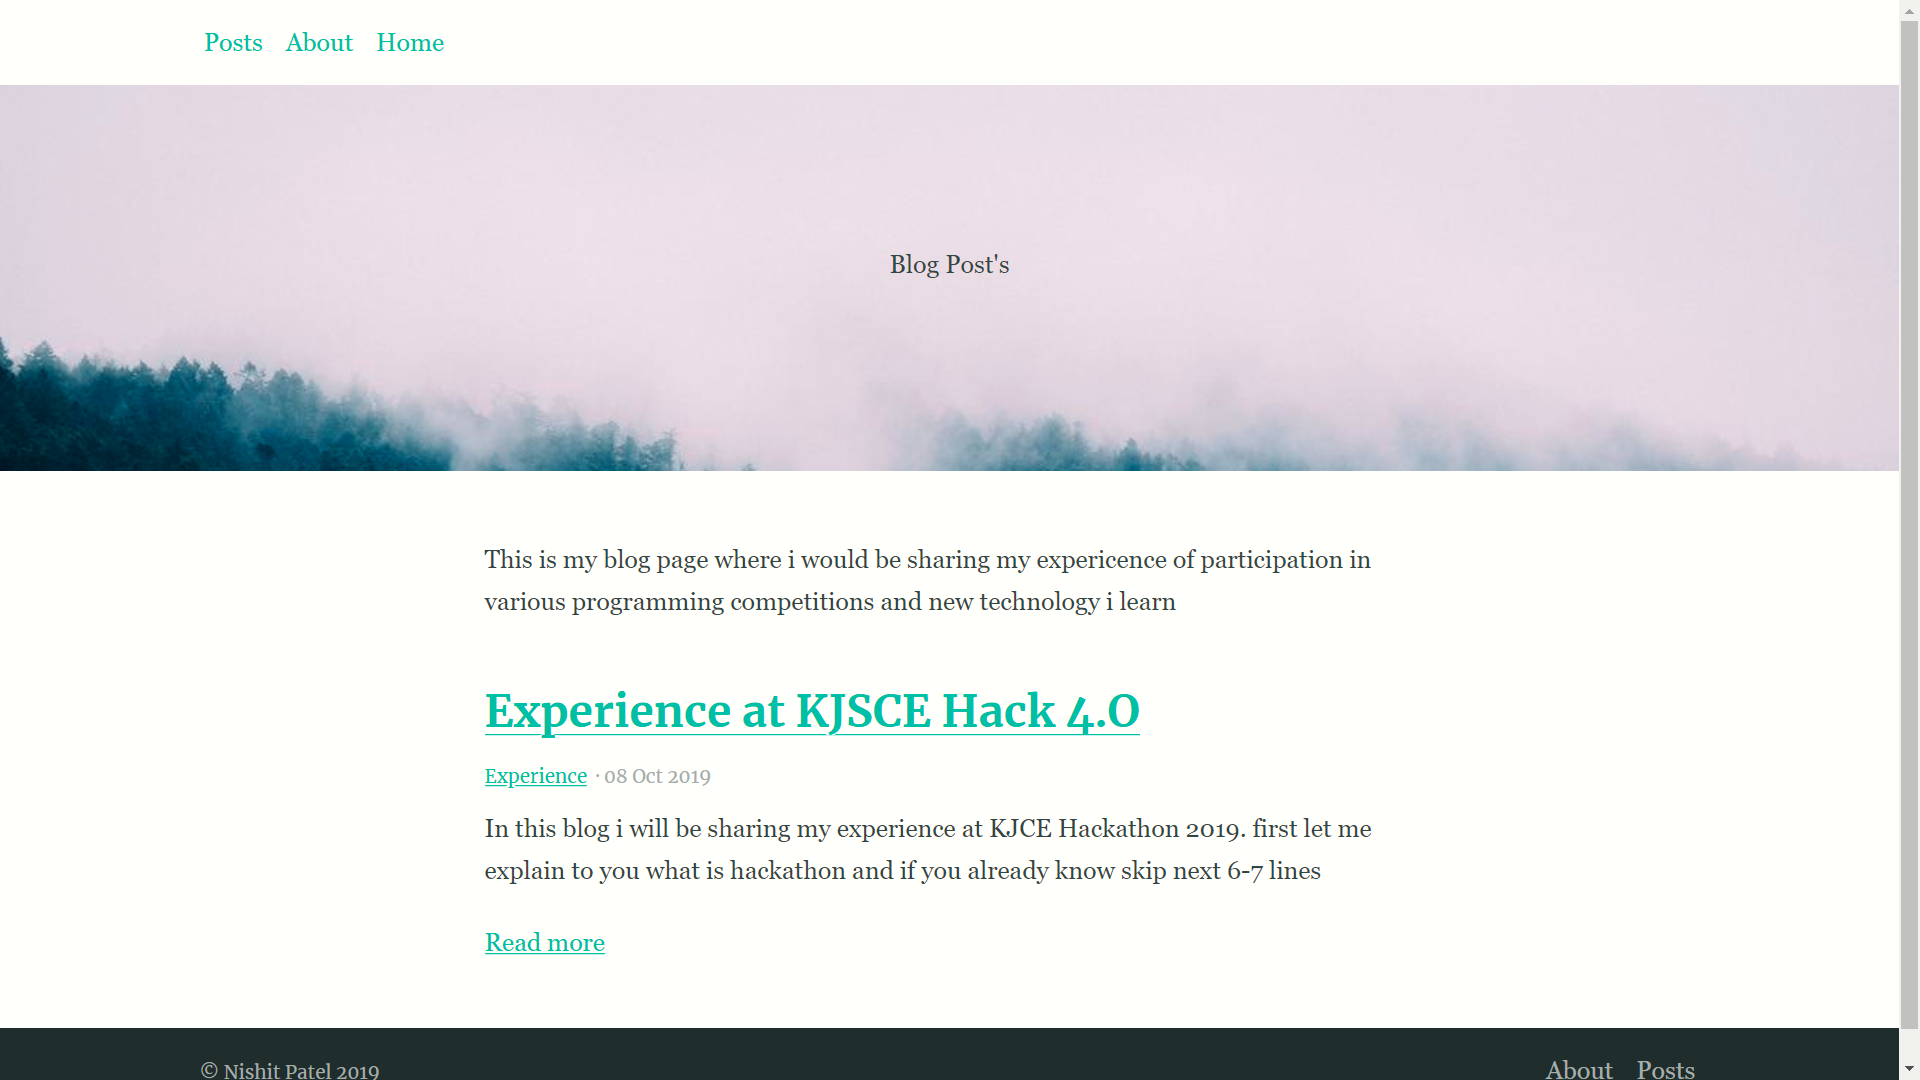 Posts About Home
Blog Post's
This is my blog page where i would be sharing my expericence of participation in
various programming competitions and new technology i learn
Experience at KJSCE Hack 4.O
Experience · 08 Oct 2019
In this blog i will be sharing my experience at KJCE Hackathon 2019. first let me
explain to you what is hackathon and if you already know skip next 6-7 lines
Read more
© Nishit Patel 2019 About Posts